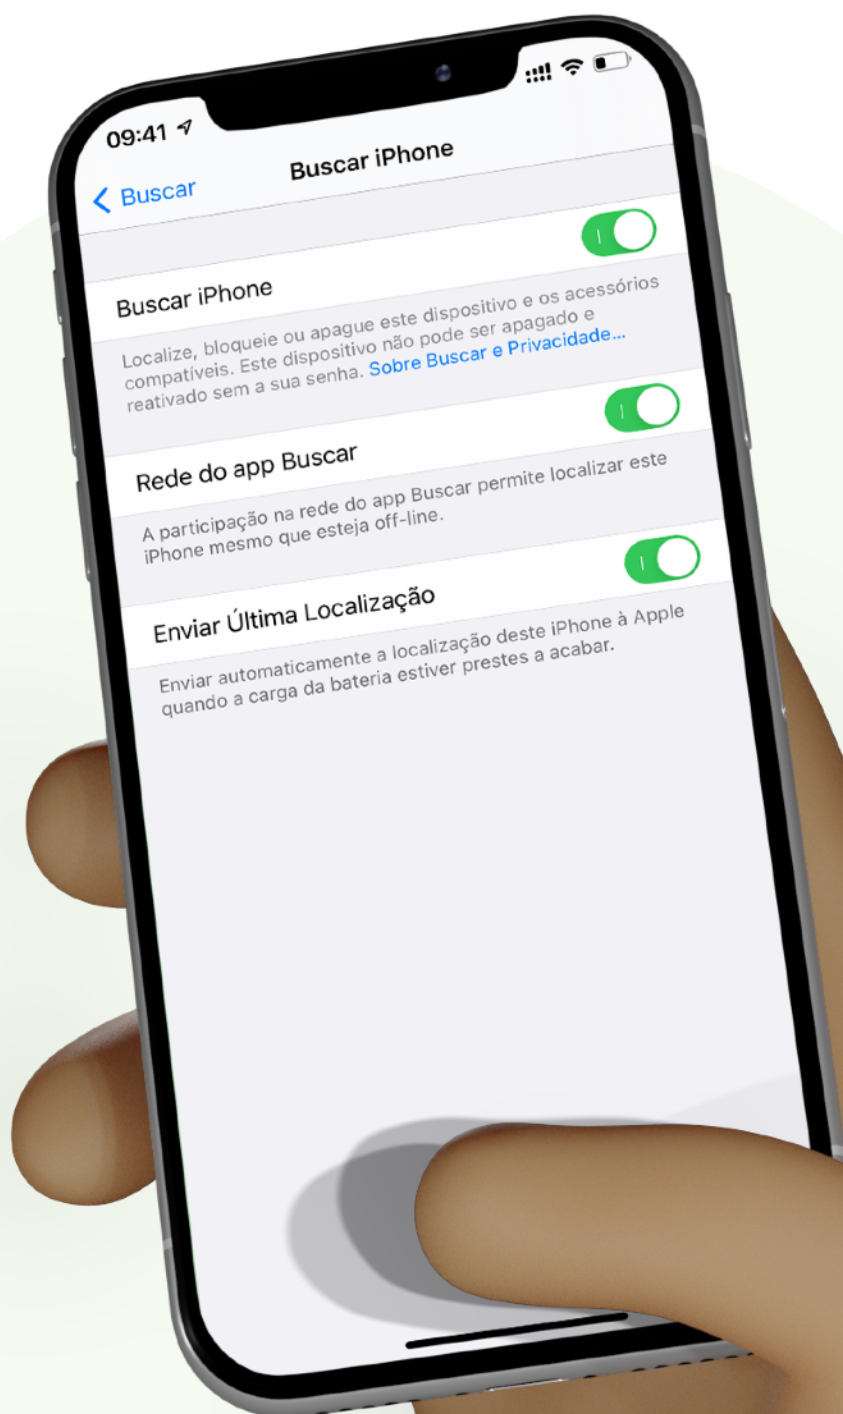 09:41
Buscar
Buscar iPhone
Buscar iPhone
Localize, bloqueie ou apague este dispositivo e os acessórios
compatíveis. Este dispositivo não pode ser apagado e
reativado sem a sua senha. Sobre Buscar e Privacidade...
Rede do app Buscar
A participação na rede do app Buscar permite localizar este
iPhone mesmo que esteja off-line.
Enviar Última Localização
Enviar automaticamente a localização deste iPhone à Apple
quando a carga da bateria estiver prestes a acabar.